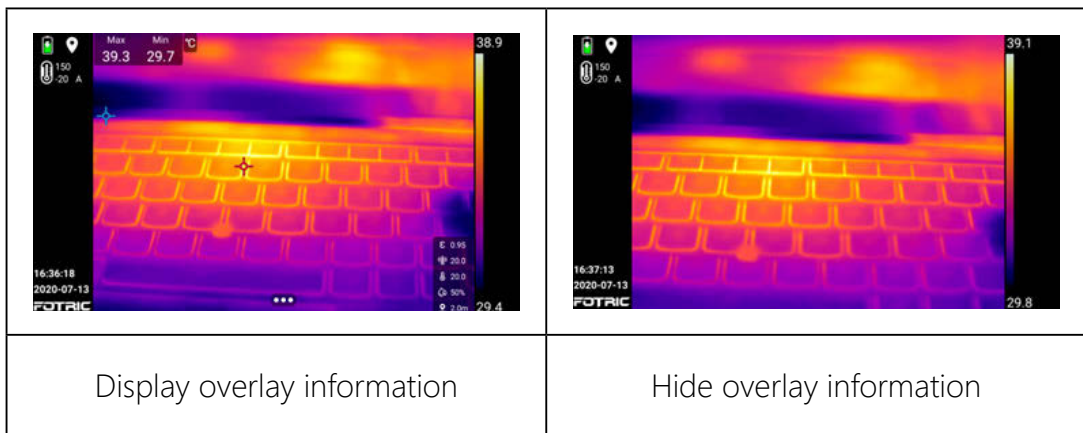 Max Min °C
39.3 29.7
38.9
150
-20 A
ε 0.95
20.0
20.0
50%
2.0m
16:36:18
2020-07-13
FOTRIC
29.4
39.1
150
-20 A
16:37:13
2020-07-13
FOTRIC
29.8
Display overlay information
Hide overlay information